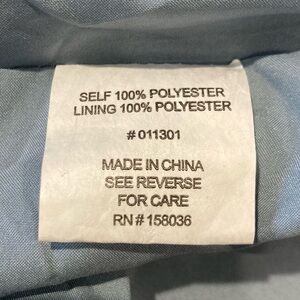 SELF 100% POLYESTER
LINING 100% POLYESTER
# 011301
MADE IN CHINA
SEE REVERSE
FOR CARE
RN # 158036